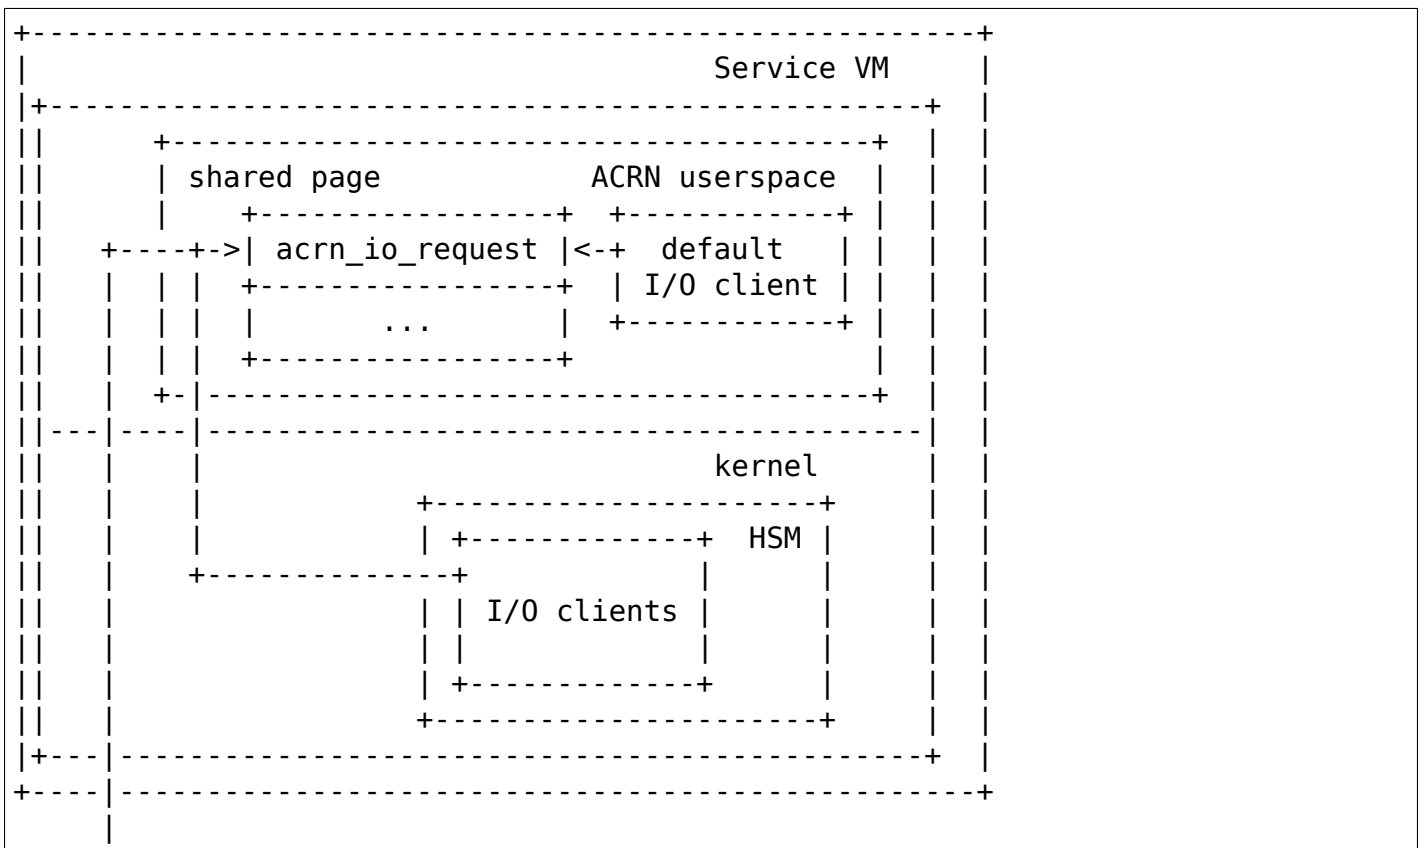 Service VM
shared page ACRN userspace
acrn_io_request default
I/O client
...
kernel
HSM
I/O clients